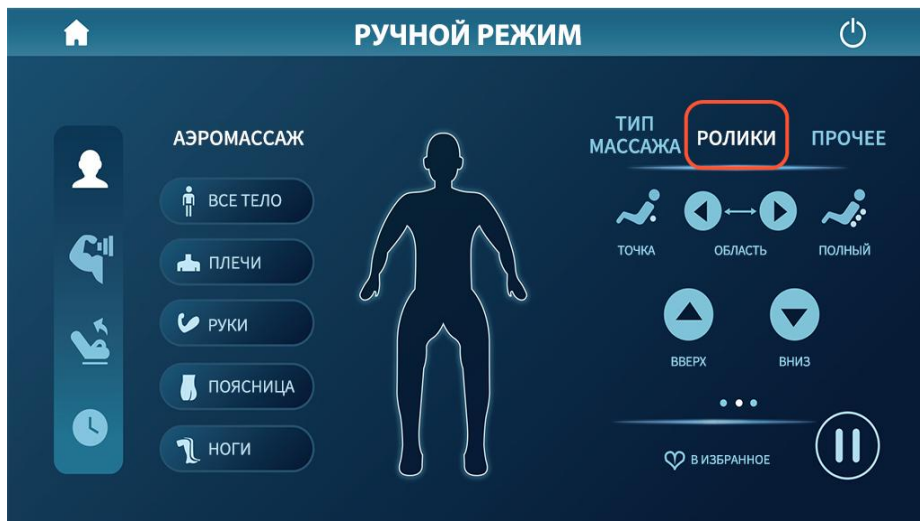 РУЧНОЙ РЕЖИМ
АЭРОМАССАЖ
ВСЕ ТЕЛО
ПЛЕЧИ
РУКИ
ПОЯСНИЦА
НОГИ
ТИП
МАССАЖА
РОЛИКИ
ПРОЧЕЕ
ТОЧКА
ОБЛАСТЬ
ПОЛНЫЙ
ВВЕРХ
ВНИЗ
В ИЗБРАННОЕ